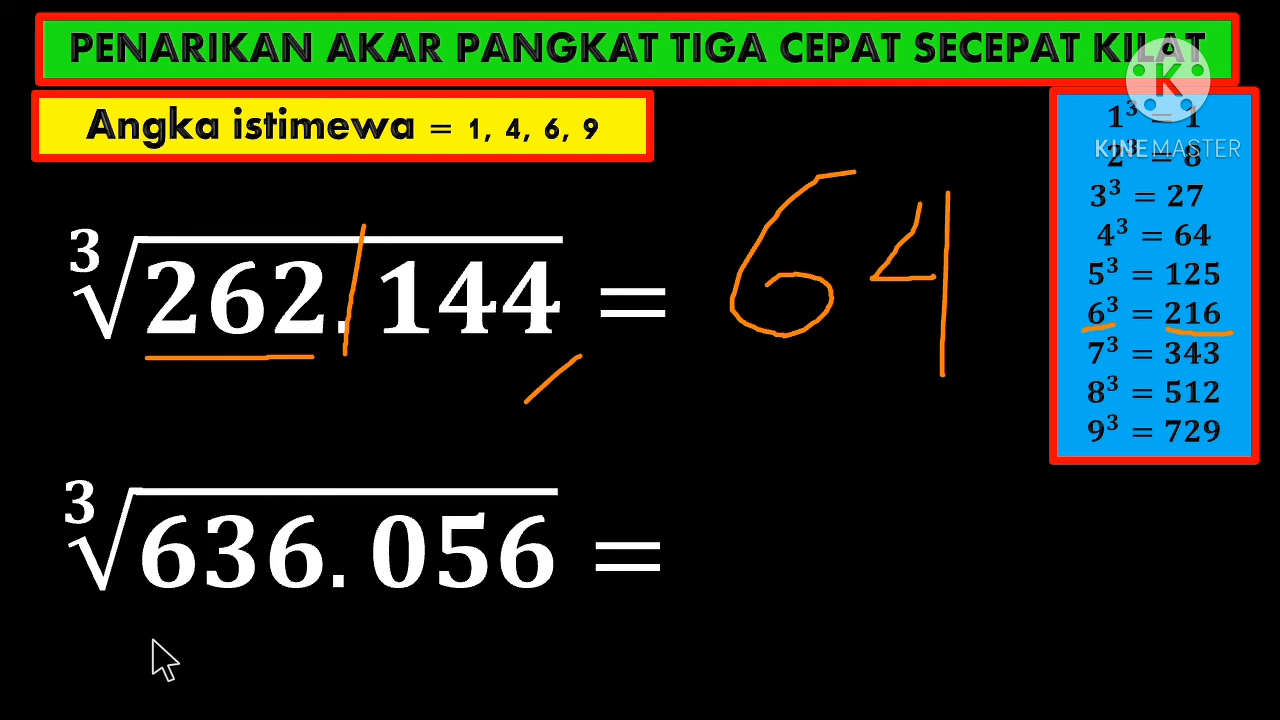 PENARIKAN AKAR PANGKAT TIGA CEPAT SECEPAT KILAT
Angka istimewa = 1, 4, 6, 9
K
KINEMASTER
1³ = 1
2³ = 8
3³ = 27
4³ = 64
5³ = 125
6³ = 216
7³ = 343
8³ = 512
9³ = 729
∛262.144 = 64
∛636.056 =